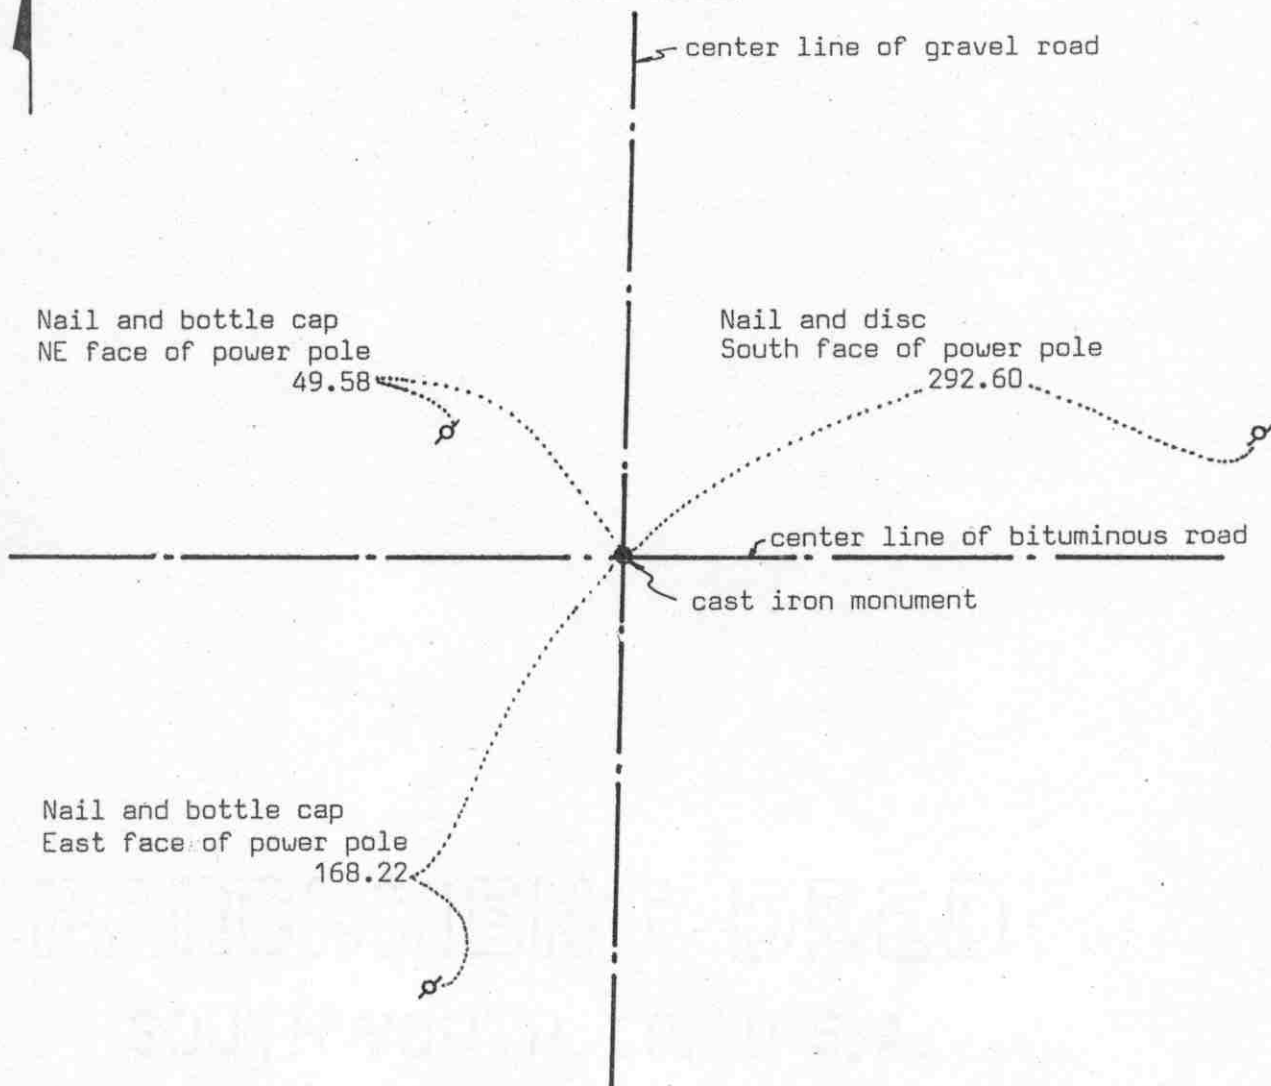 center line of gravel road
Nail and bottle cap
NE face of power pole
49.58
Nail and disc
South face of power pole
292.60
center line of bituminous road
cast iron monument
Nail and bottle cap
East face of power pole
168.22